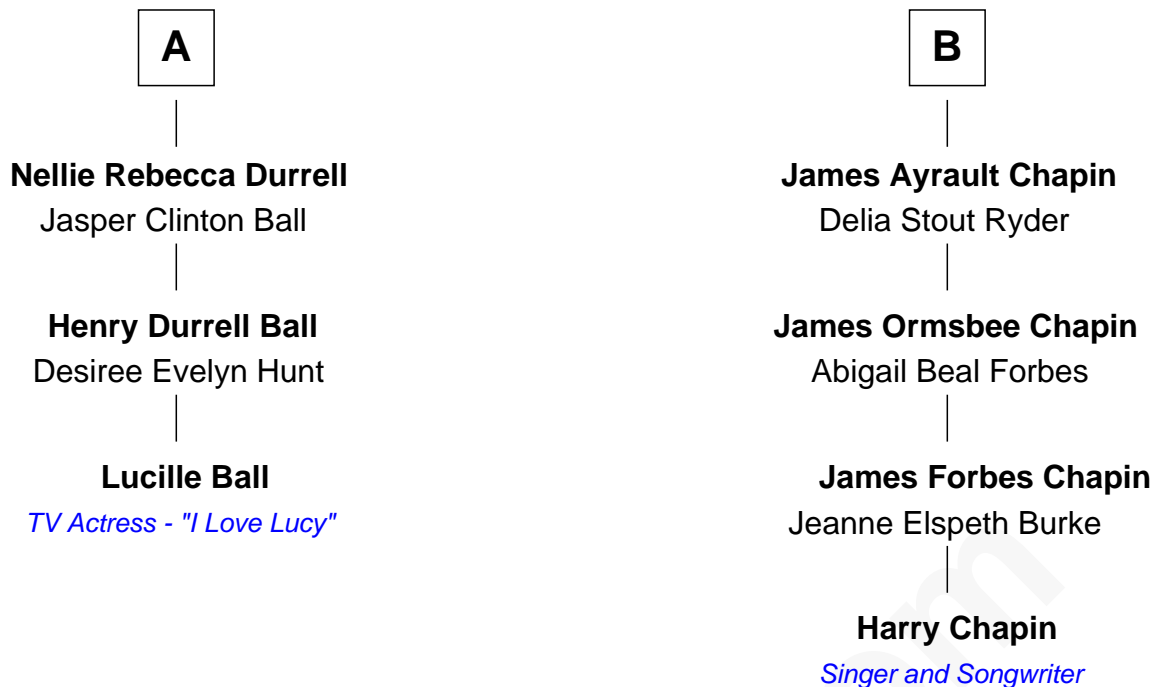 A
Nellie Rebecca Durrell
Jasper Clinton Ball
Henry Durrell Ball
Desiree Evelyn Hunt
Lucille Ball
TV Actress - "I Love Lucy"
B
James Ayrault Chapin
Delia Stout Ryder
James Ormsbee Chapin
Abigail Beal Forbes
James Forbes Chapin
Jeanne Elspeth Burke
Harry Chapin
Singer and Songwriter